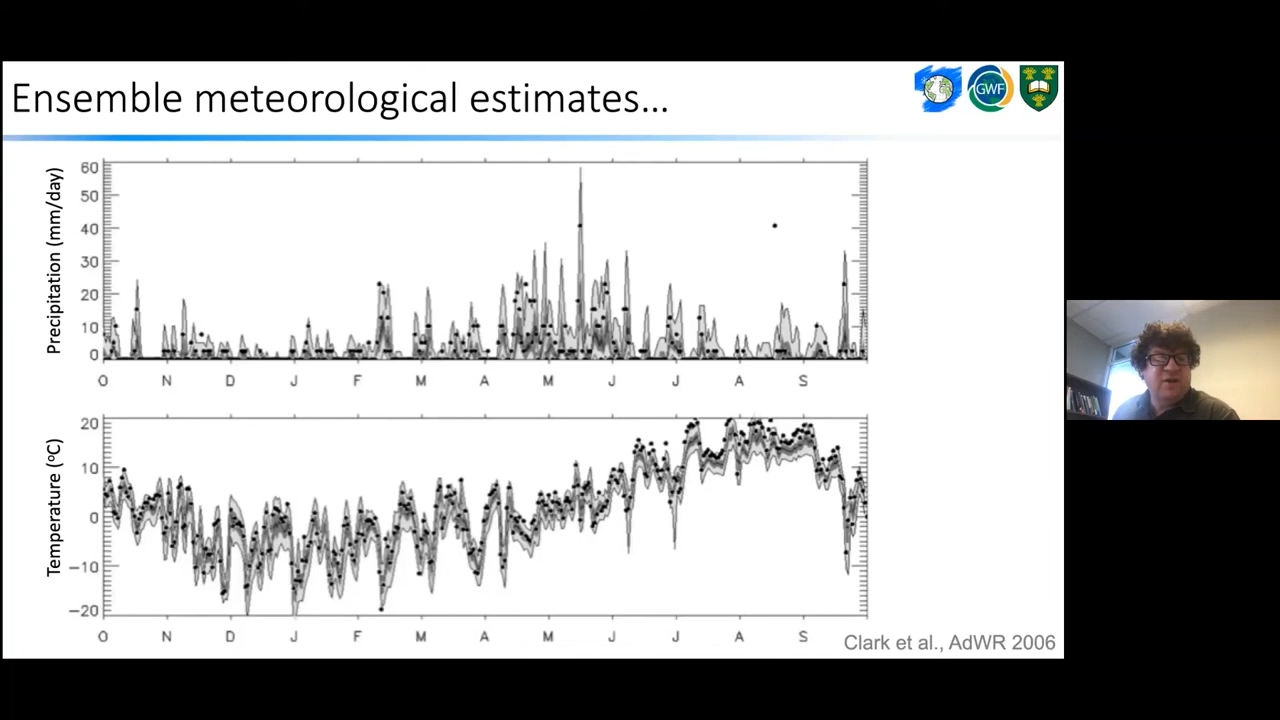 Ensemble meteorological estimates...
GWF
Precipitation (mm/day)
60
50
40
30
20
10
0
O N D J F M A M J J A S
Temperature (ºC)
20
10
0
−10
−20
O N D J F M A M J J A S
Clark et al., AdWR 2006